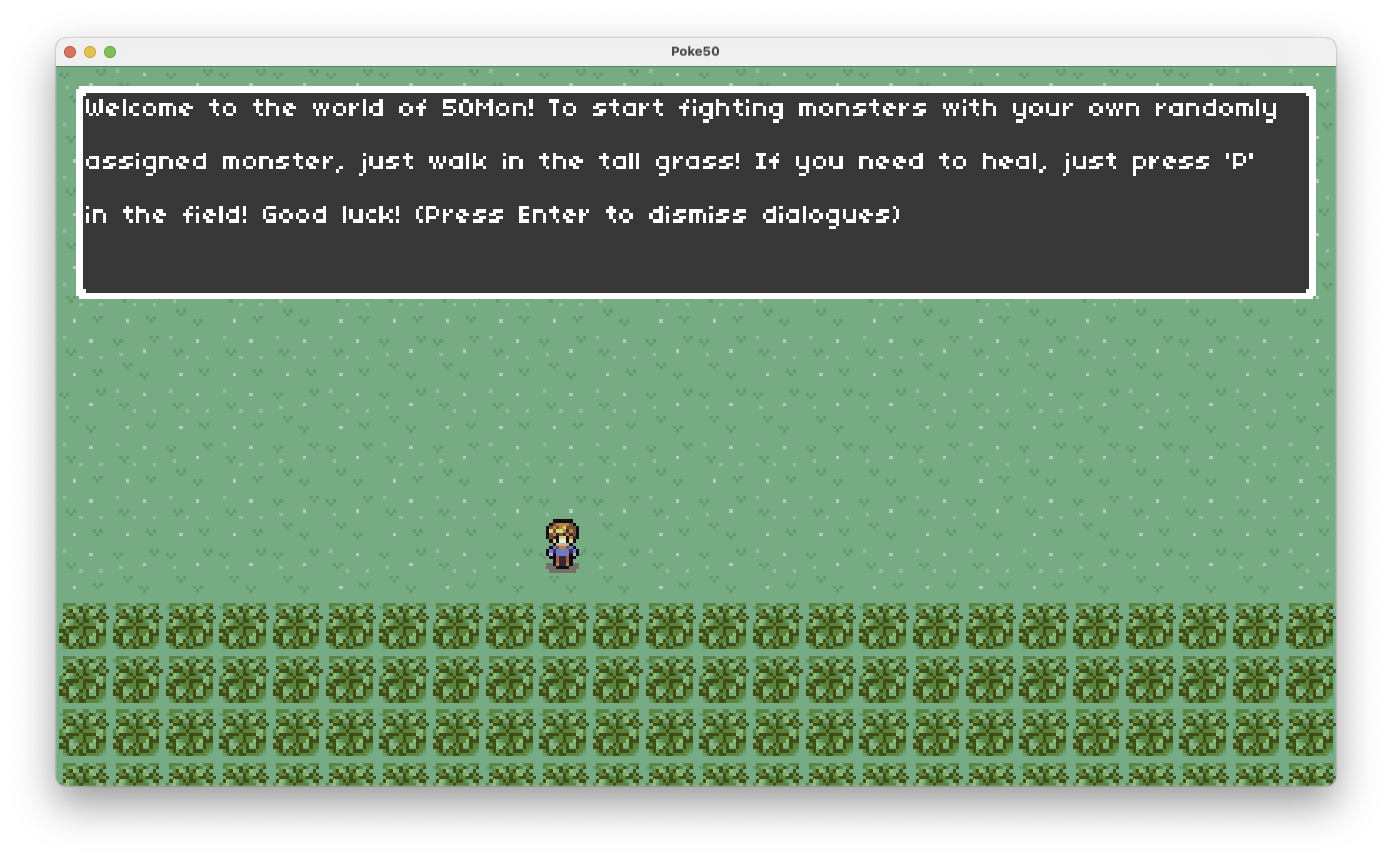 Poke50
Welcome to the world of 50Mon! To start fighting monsters with your own randomly
assigned monster, just walk in the tall grass! If you need to heal, just press 'P'
in the field! Good luck! (Press Enter to dismiss dialogues)